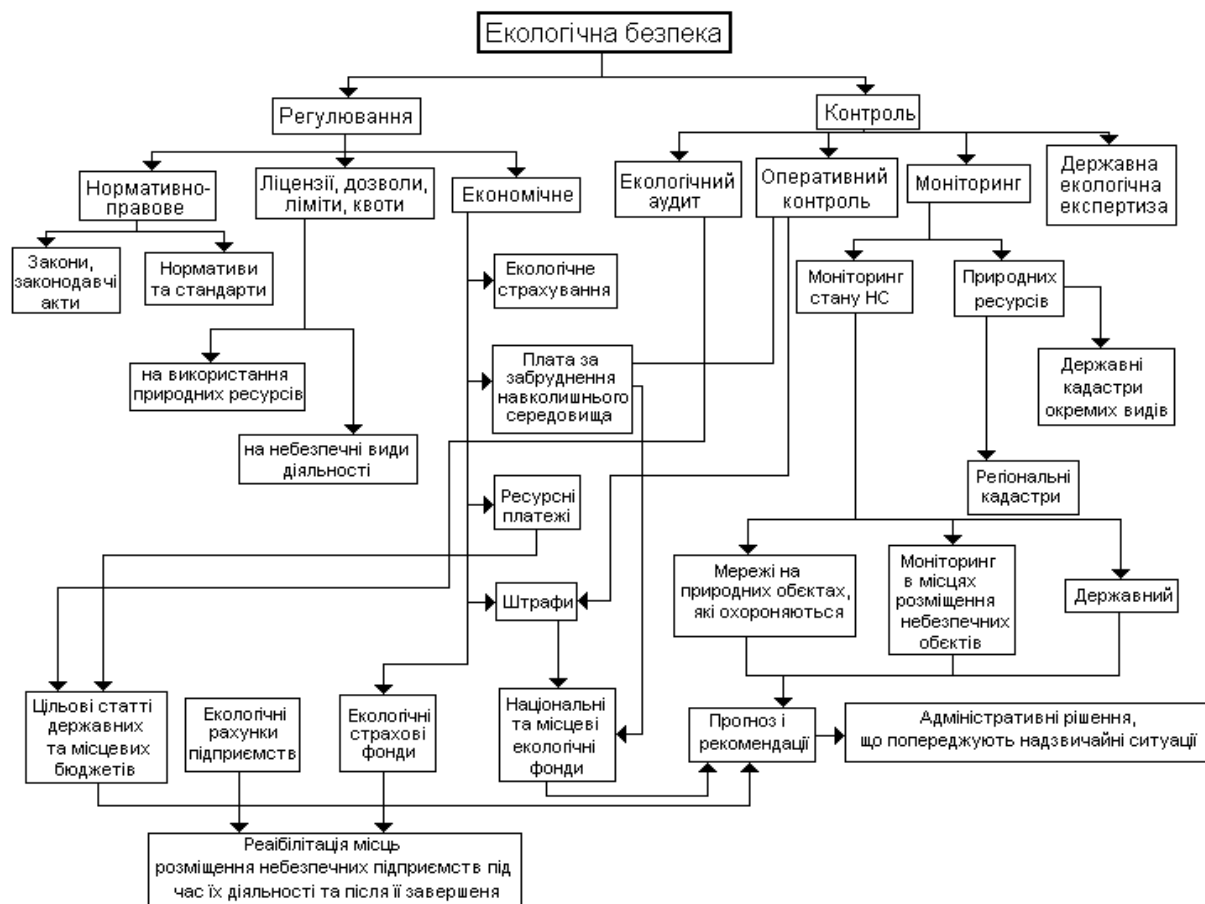 Екологічна безпека
Регулювання
Контроль
Нормативно-
правове
Ліцензії, дозволи,
ліміти, квоти
Економічне
Екологічний
аудит
Оперативний
контроль
Моніторинг
Державна
екологічна
експертиза
Закони,
законодавчі
акти
Нормативи
та стандарти
Екологічне
страхування
Моніторинг
стану НС
Природних
ресурсів
на використання
природних ресурсів
Плата за
забруднення
навколишнього
середовища
Державні
кадастри
окремих видів
на небезпечні види
діяльності
Ресурсні
платежі
Регіональні
кадастри
Мережі на
природних обєктах,
які охороняються
Моніторинг
в місцях
розміщення
небезпечних
обєктів
Державний
Штрафи
Цільові статті
державних
та місцевих
бюджетів
Екологічні
рахунки
підприємств
Екологічні
страхові
фонди
Національні
та місцеві
екологічні
фонди
Прогноз і
рекомендації
Адміністративні рішення,
що попереджують надзвичайні ситуації
Реаібілітація місць
розміщення небезпечних підприємств під
час їх діяльності та після її завершеня